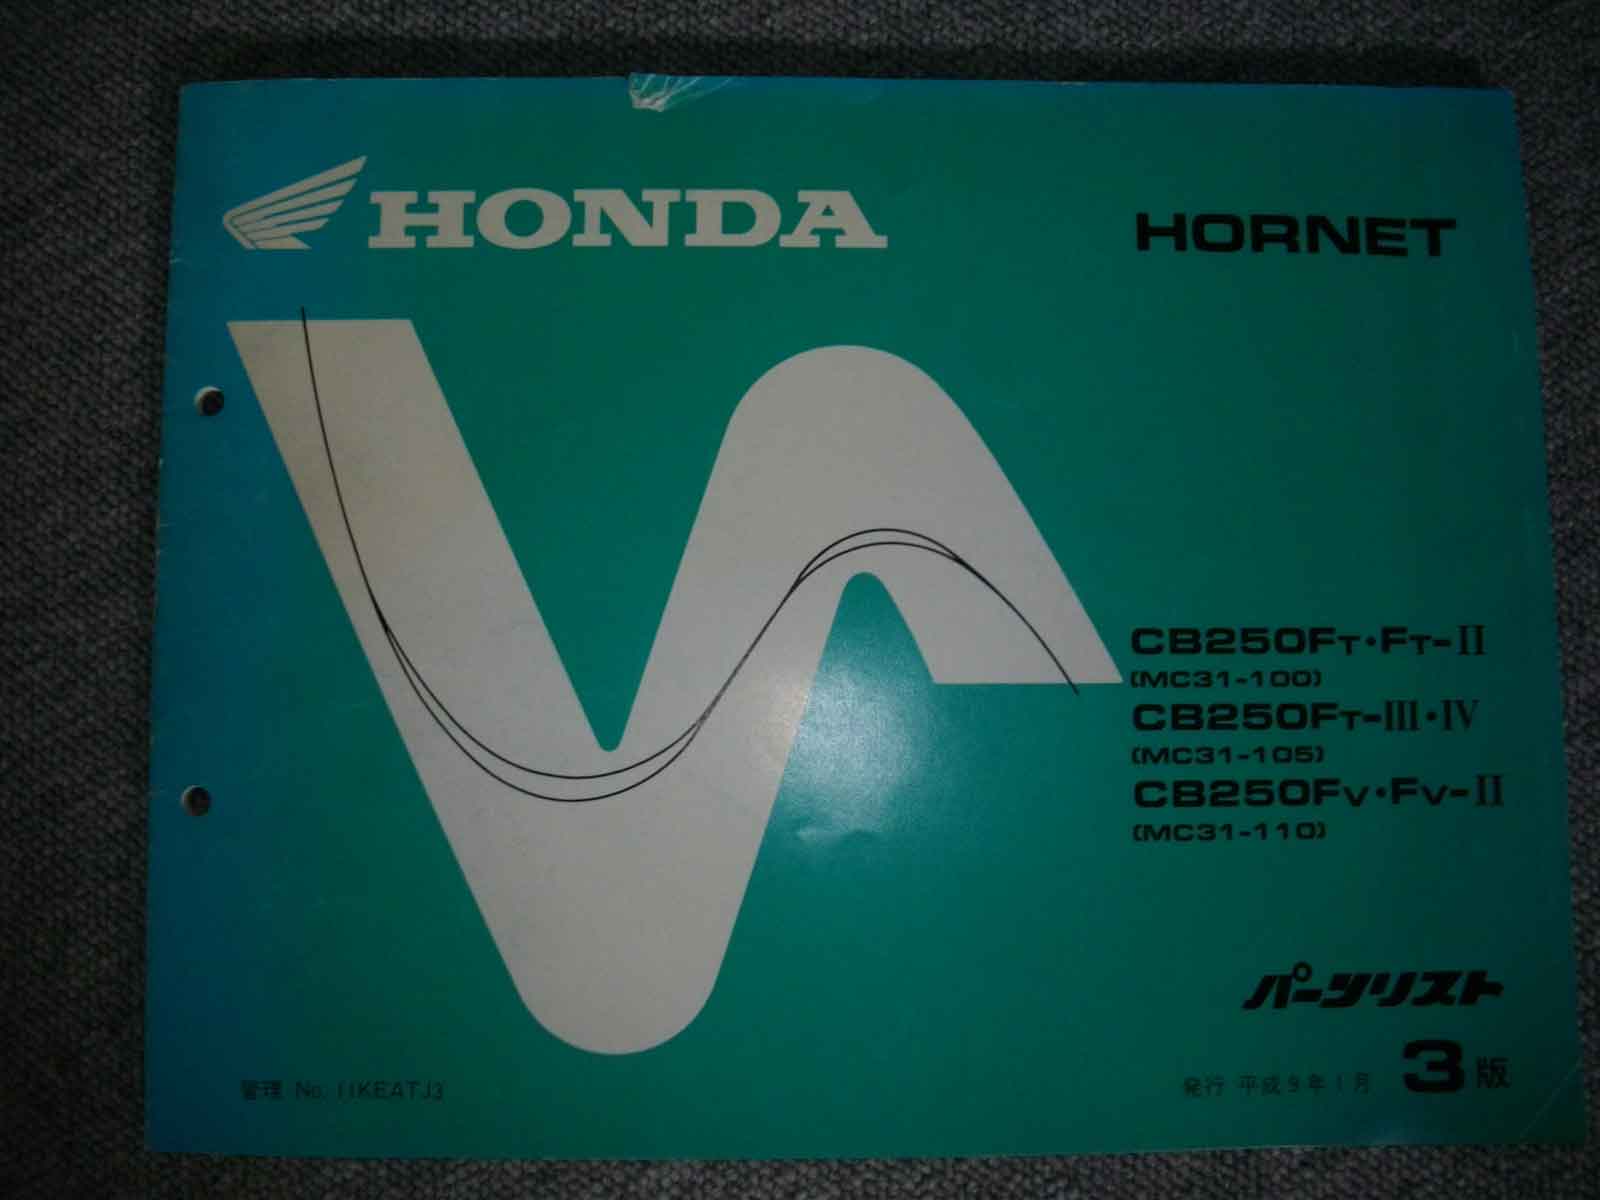 HONDA
HORNET
CB250FT・FT-II
(MC31-100)
CB250FT-III・IV
(MC31-105)
CB250FV・FV-II
(MC31-110)
パーツリスト
管理 No. 11KEATJ3
発行 平成9年1月 3版